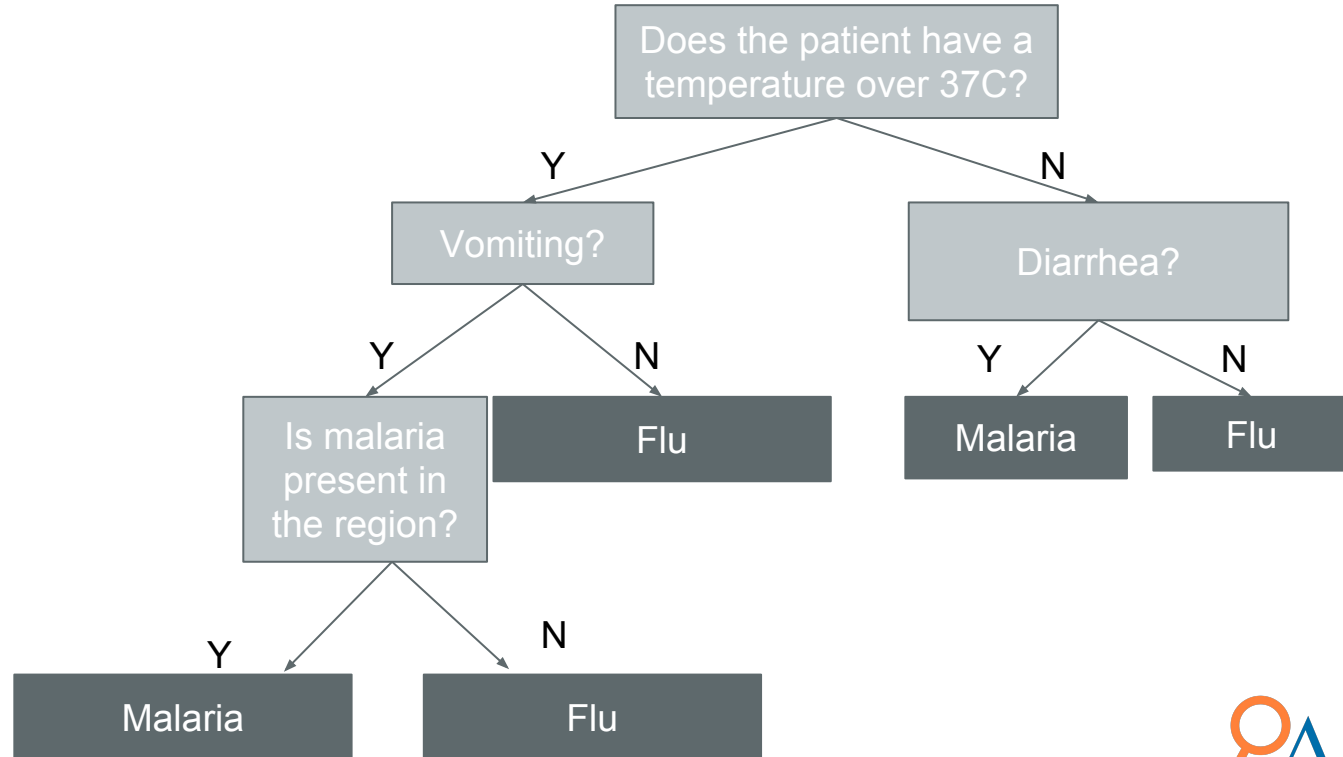 Does the patient have a
temperature over 37C?
Y
N
Vomiting?
Diarrhea?
Y
N
Y
N
Is malaria
present in
the region?
Flu
Malaria
Flu
Y
N
Malaria
Flu